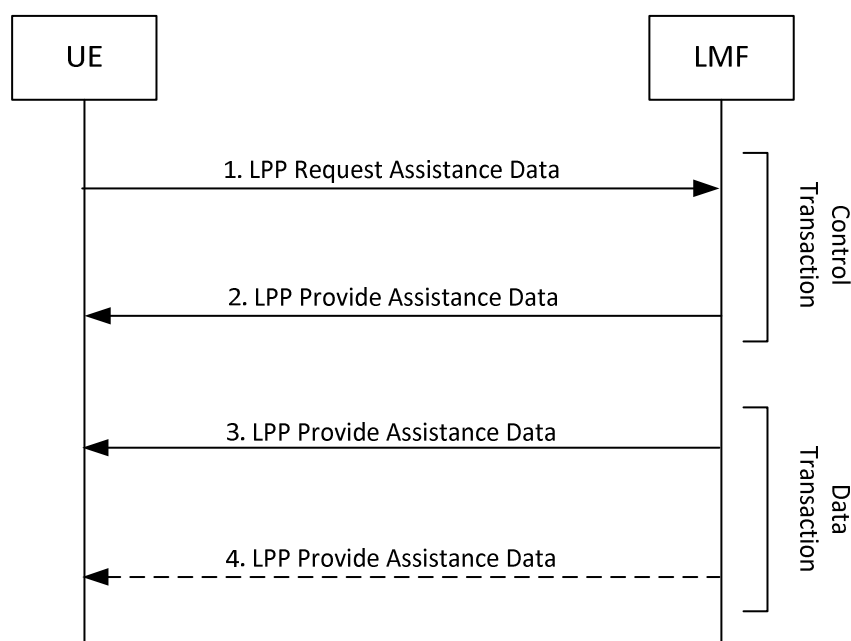 UE
LMF
1. LPP Request Assistance Data
2. LPP Provide Assistance Data
Control
Transaction
3. LPP Provide Assistance Data
4. LPP Provide Assistance Data
Data
Transaction